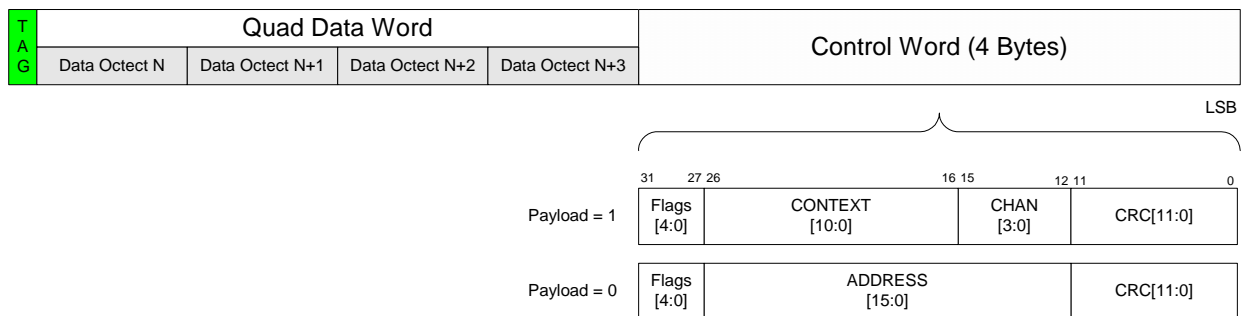 TAG
Quad Data Word
Control Word (4 Bytes)
Data Octect N Data Octect N+1 Data Octect N+2 Data Octect N+3
LSB
31 27 26 16 15 12 11 0
Payload = 1
Flags [4:0]
CONTEXT [10:0]
CHAN [3:0]
CRC[11:0]
Payload = 0
Flags [4:0]
ADDRESS [15:0]
CRC[11:0]